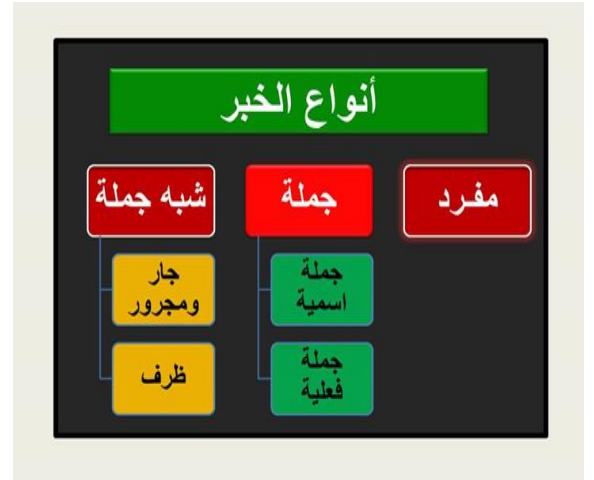 أنواع الخبر
مفرد
جملة
شبه جملة
جملة
اسمية
جار
ومجرور
جملة
فعلية
ظرف